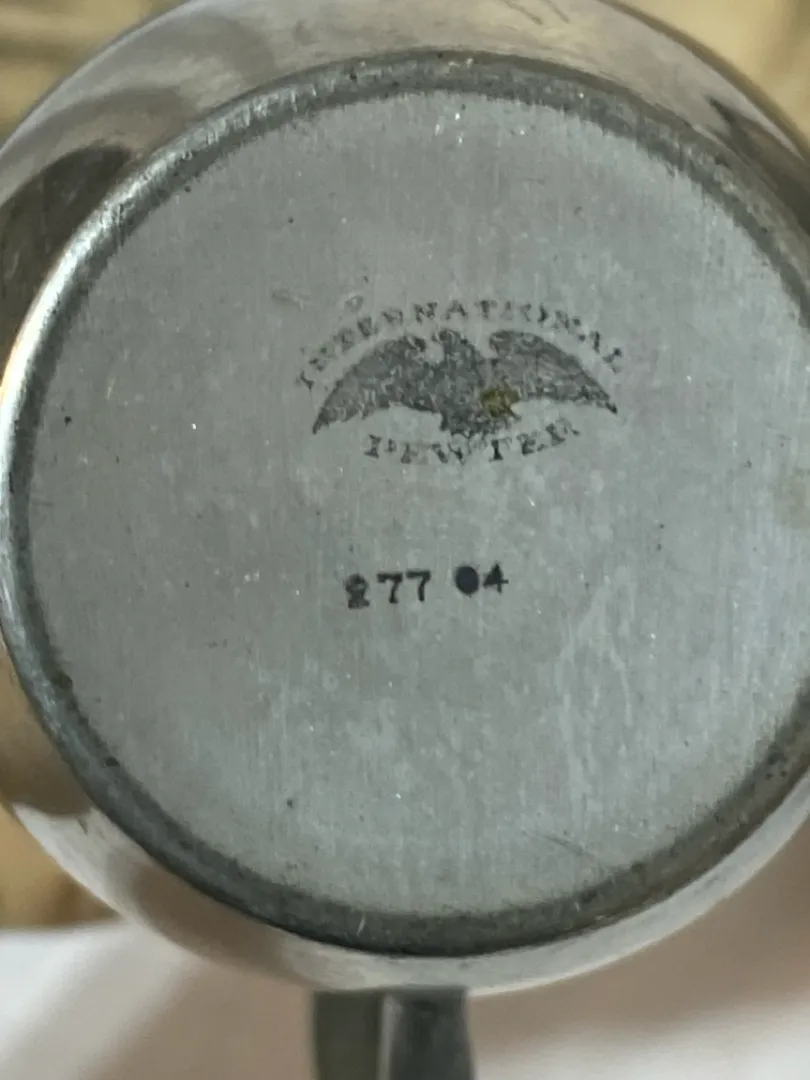 INTERNATIONAL
PEWTER
277 04